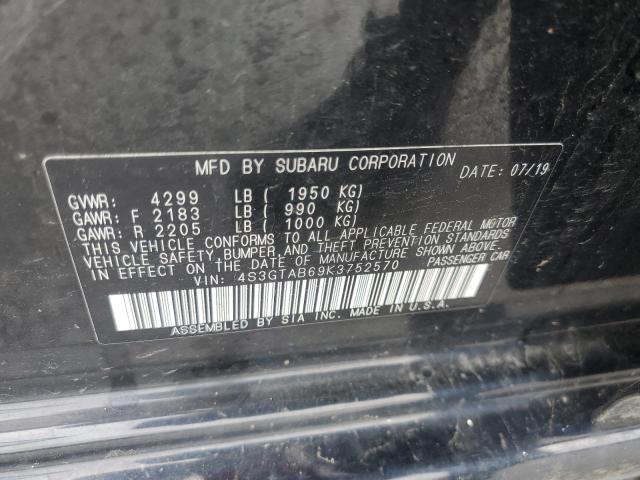 MFD BY SUBARU CORPORATION DATE: 07/19
GVWR: 4299 LB ( 1950 KG)
GAWR: F 2183 LB ( 990 KG)
GAWR: R 2205 LB ( 1000 KG)
THIS VEHICLE CONFORMS TO ALL APPLICABLE FEDERAL MOTOR
VEHICLE SAFETY, BUMPER, AND THEFT PREVENTION STANDARDS
IN EFFECT ON THE DATE OF MANUFACTURE SHOWN ABOVE.
VIN: 4S3GTAB69K3752570 PASSENGER CAR
ASSEMBLED BY SIA INC. MADE IN U.S.A.